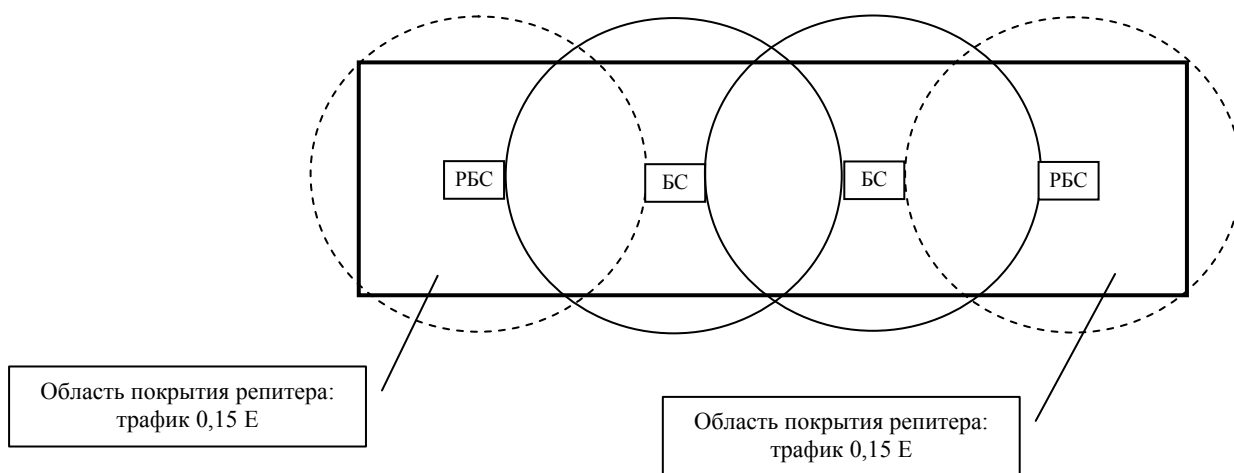 РБС
БС
БС
РБС
Область покрытия репитера:
трафик 0,15 Е
Область покрытия репитера:
трафик 0,15 Е